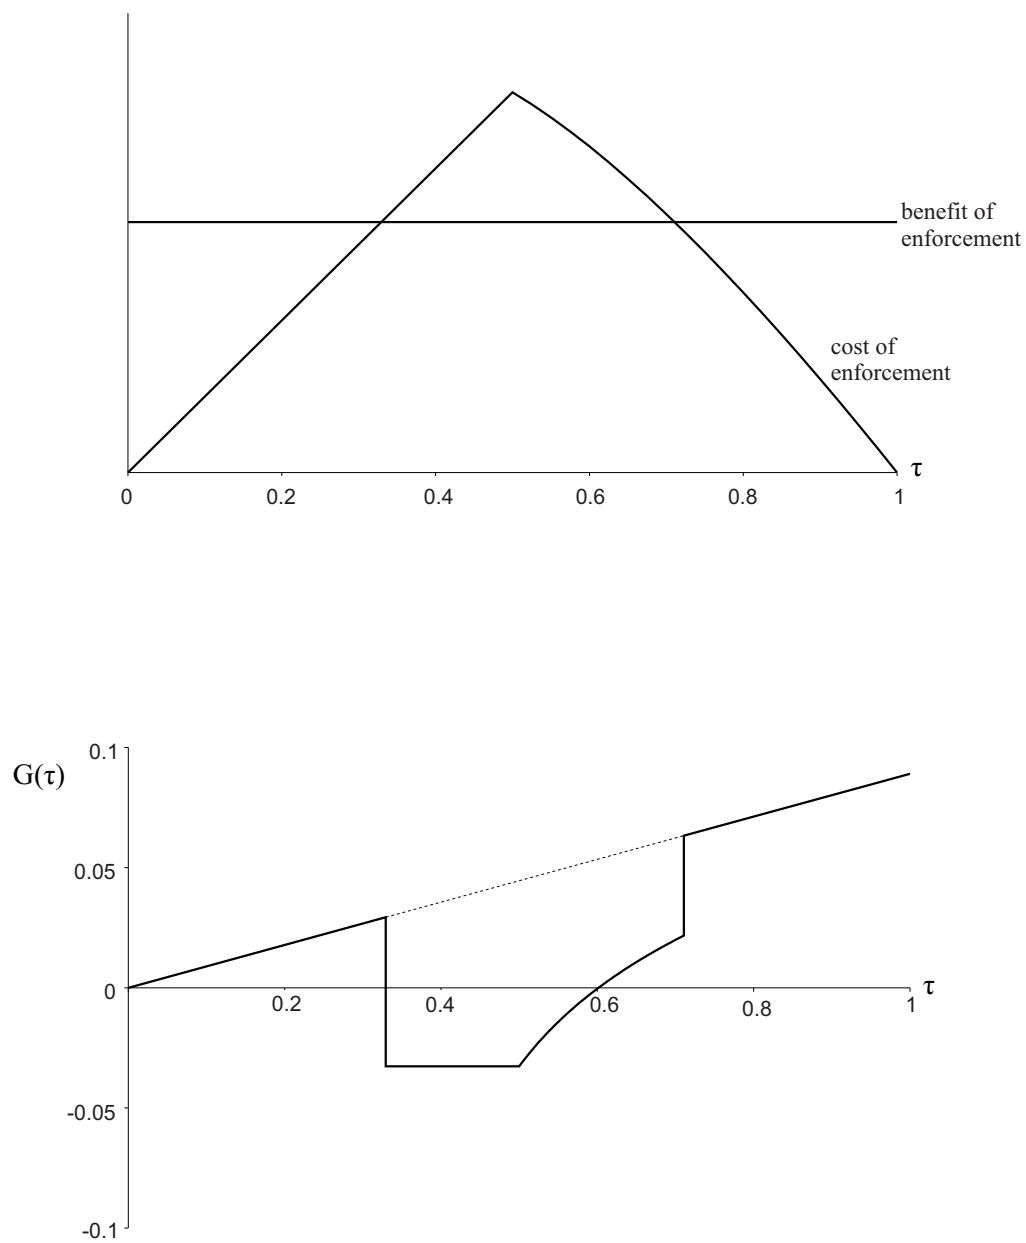 benefit of
enforcement
cost of
enforcement
τ
0 0.2 0.4 0.6 0.8 1
0.1
G(τ)
0.05
0 0.2 0.4 0.6 0.8 1 τ
-0.05
-0.1